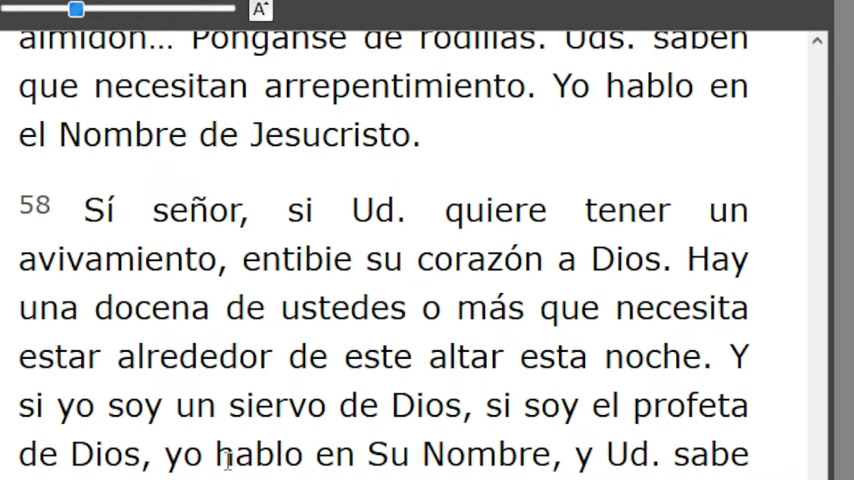 A
almidón... Pónganse de rodillas. Uds. saben
que necesitan arrepentimiento. Yo hablo en
el Nombre de Jesucristo.
58 Sí señor, si Ud. quiere tener un
avivamiento, entibie su corazón a Dios. Hay
una docena de ustedes o más que necesita
estar alrededor de este altar esta noche. Y
si yo soy un siervo de Dios, si soy el profeta
de Dios, yo hablo en Su Nombre, y Ud. sabe